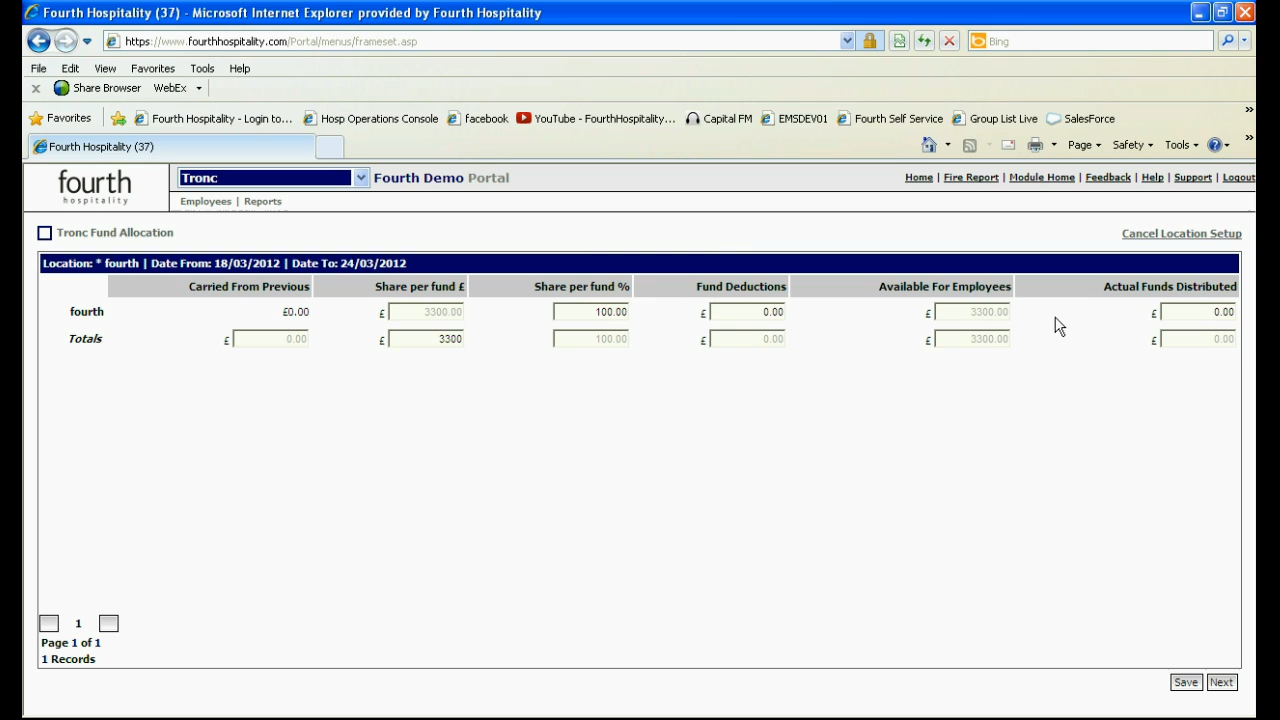 Fourth Hospitality (37) - Microsoft Internet Explorer provided by Fourth Hospitality
https://www.fourthhospitality.com/Portal/menus/frameset.asp Bing
File Edit View Favorites Tools Help
x Share Browser WebEx
Favorites Fourth Hospitality - Login to... Hosp Operations Console facebook YouTube - FourthHospitality... Capital FM EMSDEV01 Fourth Self Service Group List Live SalesForce
Fourth Hospitality (37) Page Safety Tools
fourth hospitality
Tronc Fourth Demo Portal Home | Fire Report | Module Home | Feedback | Help | Support | Logout
Employees | Reports
Tronc Fund Allocation Cancel Location Setup
Location: * fourth | Date From: 18/03/2012 | Date To: 24/03/2012
Carried From Previous Share per fund £ Share per fund % Fund Deductions Available For Employees Actual Funds Distributed
fourth £0.00 £ 3300.00 100.00 £ 0.00 £ 3300.00 £ 0.00
Totals £ 0.00 £ 3300 100.00 £ 0.00 £ 3300.00 £ 0.00
1
Page 1 of 1
1 Records
Save Next